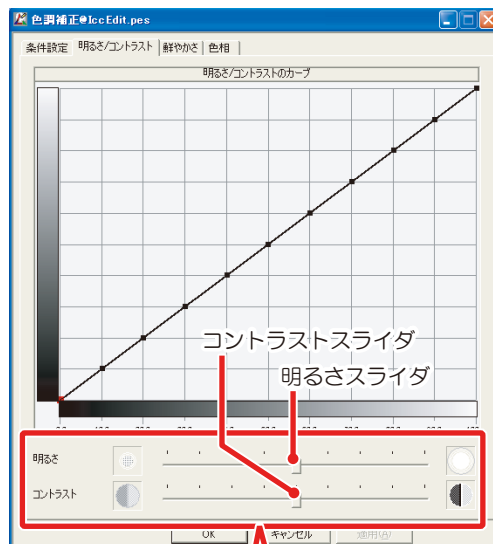 色調補正@IccEdit.pes
条件設定 明るさ/コントラスト 鮮やかさ 色相
明るさ/コントラストのカーブ
コントラストスライダ
明るさスライダ
明るさ
コントラスト
OK キャンセル 適用(A)